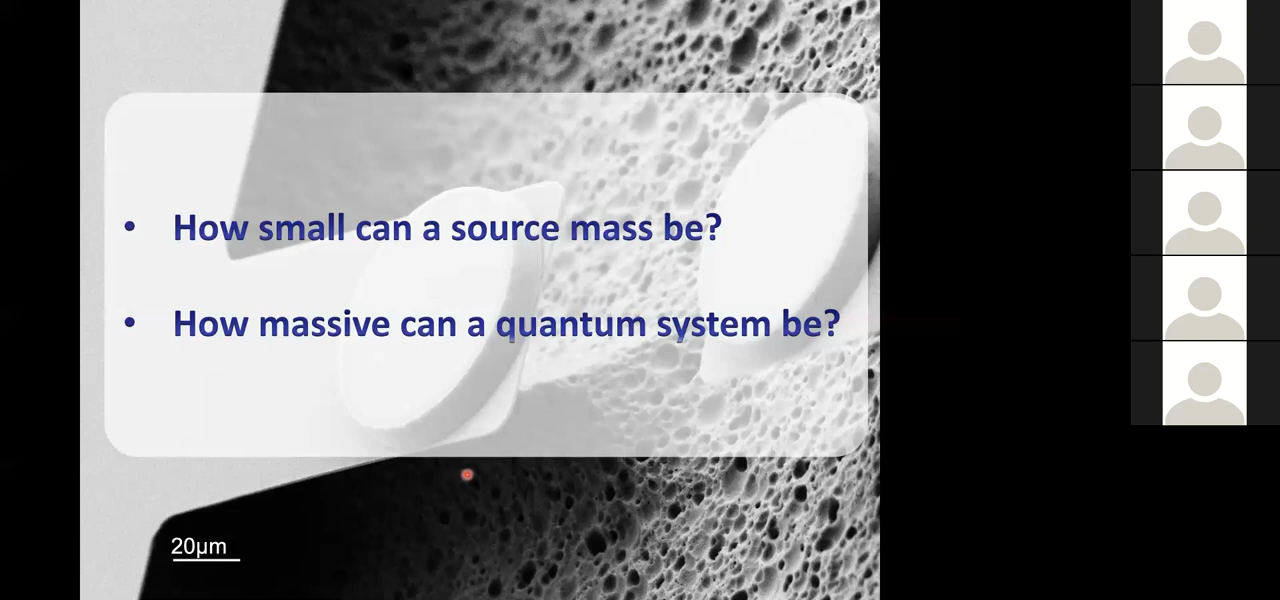 • How small can a source mass be?
• How massive can a quantum system be?
20µm